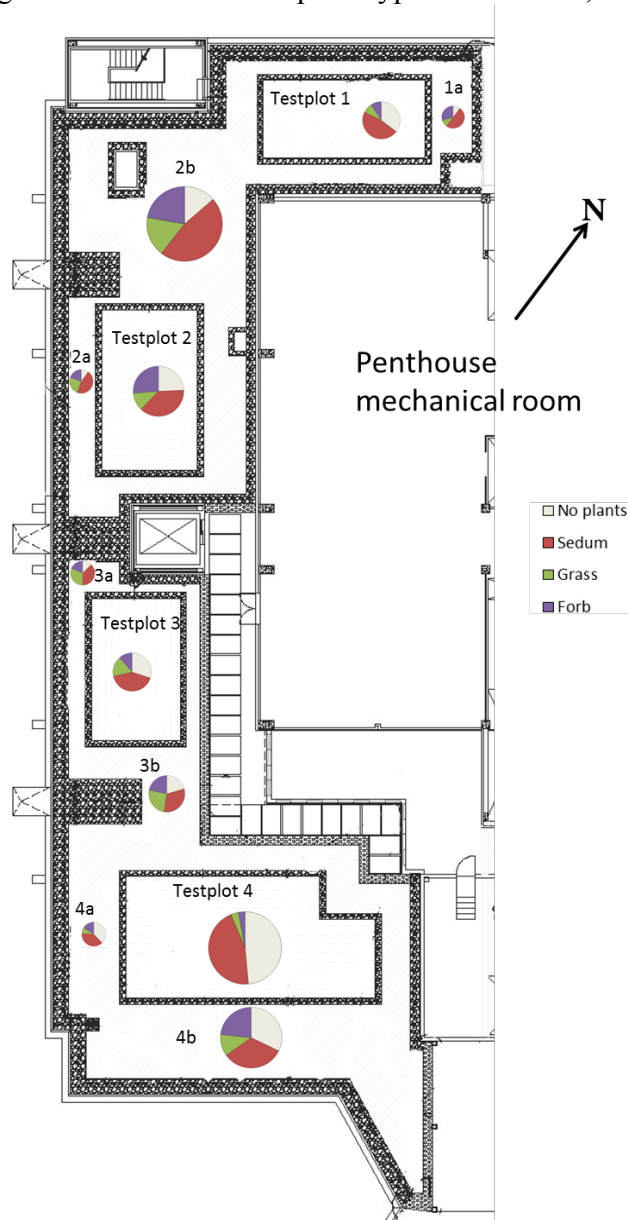 Testplot 1
1a
2b
N
Testplot 2
2a
Penthouse
mechanical room
No plants
Sedum
Grass
Forb
3a
Testplot 3
3b
Testplot 4
4a
4b